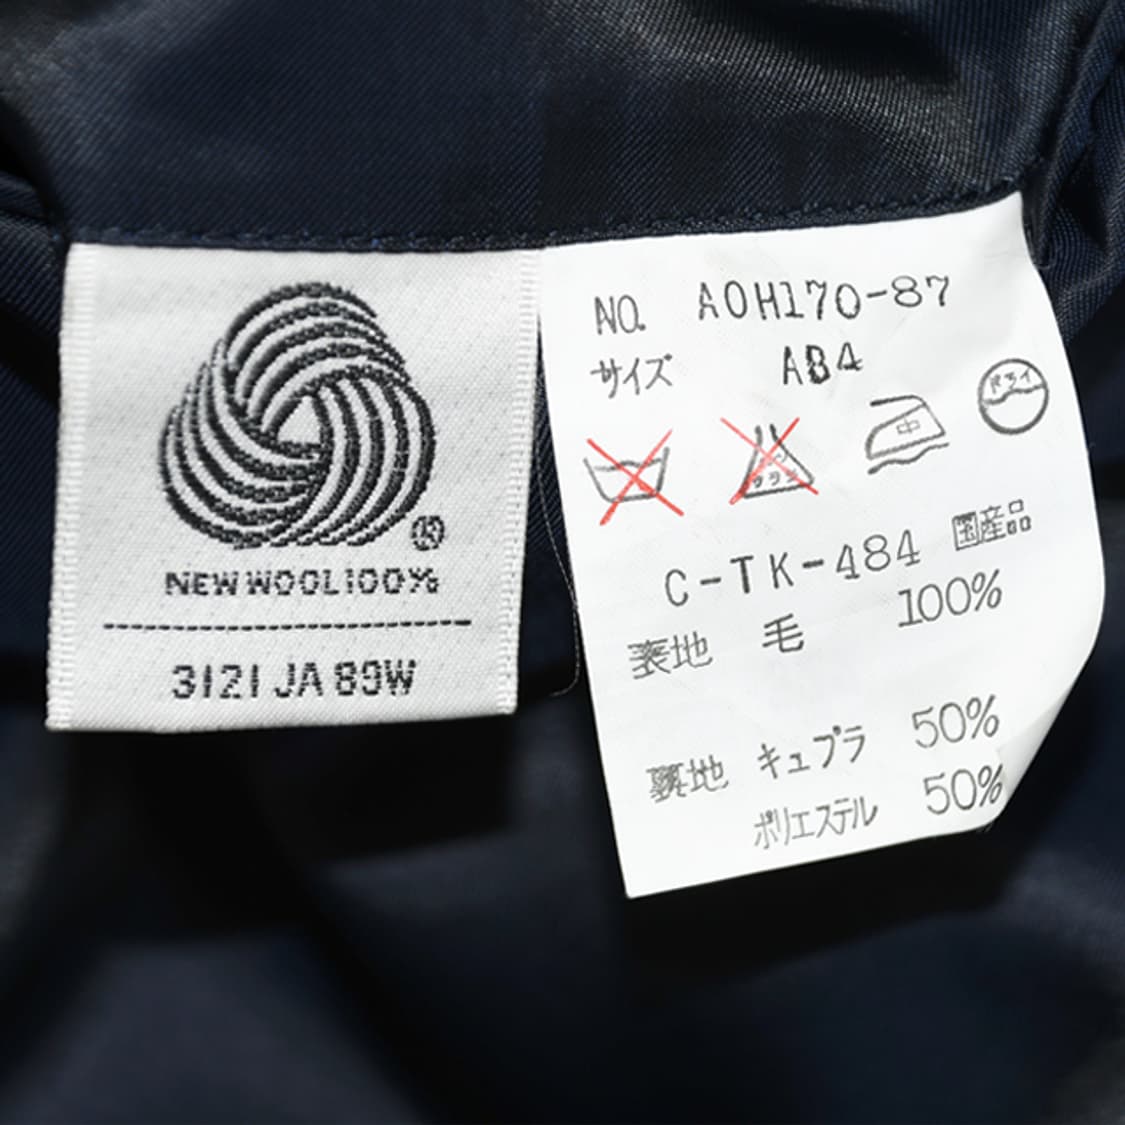 NEW WOOL 100%
3121 JA 89W
NO. AOH170-87
サイズ AB4
中
ドライ
C-TK-484 国産品
表地 毛 100%
裏地 キュプラ 50%
ポリエステル 50%